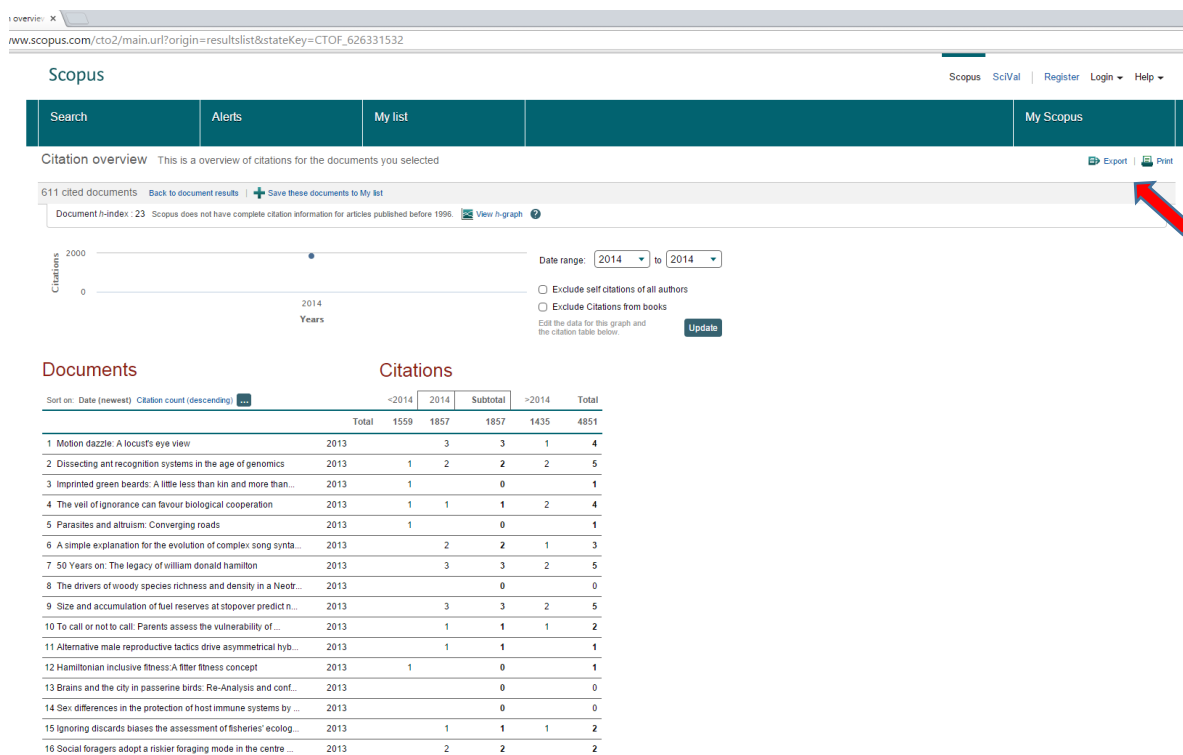 overvie ×
www.scopus.com/cto2/main.url?origin=resultslist&stateKey=CTOF_626331532
Scopus
Scopus SciVal | Register Login Help
Search Alerts My list My Scopus
Citation overview This is a overview of citations for the documents you selected
Export | Print
611 cited documents Back to document results | Save these documents to My list
Document h-index : 23 Scopus does not have complete citation information for articles published before 1996. View h-graph ?
Citations
2000
0
2014
Years
Date range: 2014 to 2014
Exclude self citations of all authors
Exclude Citations from books
Edit the data for this graph and
the citation table below.
Update
Documents Citations
Sort on: Date (newest) Citation count (descending) ... <2014 2014 Subtotal >2014 Total
Total 1559 1857 1857 1435 4851
1 Motion dazzle: A locust's eye view 2013 3 3 1 4
2 Dissecting ant recognition systems in the age of genomics 2013 1 2 2 2 5
3 Imprinted green beards: A little less than kin and more than... 2013 1 0 1
4 The veil of ignorance can favour biological cooperation 2013 1 1 1 2 4
5 Parasites and altruism: Converging roads 2013 1 0 1
6 A simple explanation for the evolution of complex song synta... 2013 2 2 1 3
7 50 Years on: The legacy of william donald hamilton 2013 3 3 2 5
8 The drivers of woody species richness and density in a Neotr... 2013 0 0
9 Size and accumulation of fuel reserves at stopover predict n... 2013 3 3 2 5
10 To call or not to call: Parents assess the vulnerability of ... 2013 1 1 1 2
11 Alternative male reproductive tactics drive asymmetrical hyb... 2013 1 1 1
12 Hamiltonian inclusive fitness:A fitter fitness concept 2013 1 0 1
13 Brains and the city in passerine birds: Re-Analysis and conf... 2013 0 0
14 Sex differences in the protection of host immune systems by ... 2013 0 0
15 Ignoring discards biases the assessment of fisheries' ecolog... 2013 1 1 1 2
16 Social foragers adopt a riskier foraging mode in the centre ... 2013 2 2 2